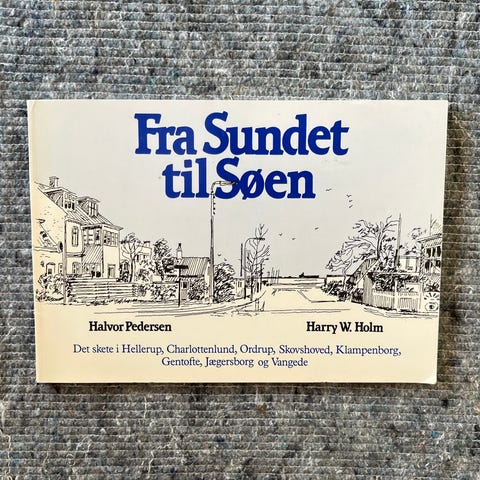 Fra Sundet
til Søen
Halvor Pedersen
Harry W. Holm
Det skete i Hellerup, Charlottenlund, Ordrup, Skovshoved, Klampenborg,
Gentofte, Jægersborg og Vangede